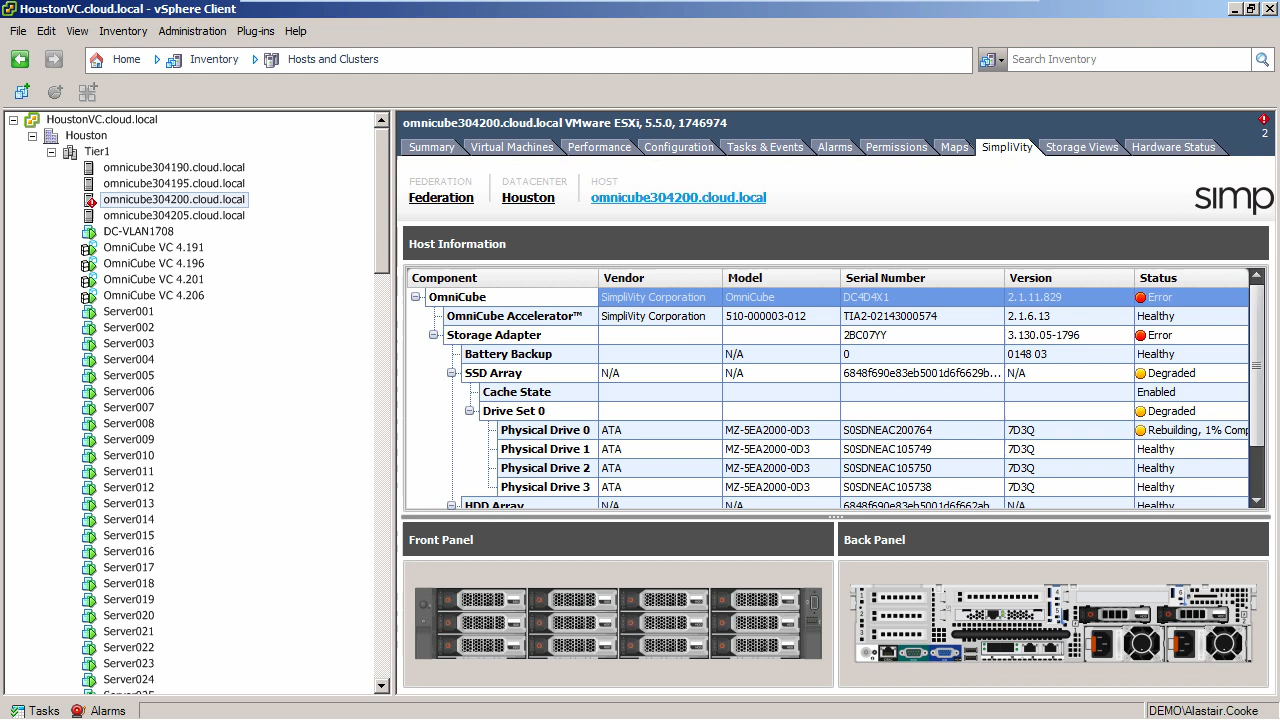 HoustonVC.cloud.local - vSphere Client
File Edit View Inventory Administration Plug-ins Help
Home Inventory Hosts and Clusters Search Inventory
HoustonVC.cloud.local
Houston
Tier1
omnicube304190.cloud.local
omnicube304195.cloud.local
omnicube304200.cloud.local
omnicube304205.cloud.local
DC-VLAN1708
OmniCube VC 4.191
OmniCube VC 4.196
OmniCube VC 4.201
OmniCube VC 4.206
Server001
Server002
Server003
Server004
Server005
Server006
Server007
Server008
Server009
Server010
Server011
Server012
Server013
Server014
Server015
Server016
Server017
Server018
Server019
Server020
Server021
Server022
Server023
Server024
omnicube304200.cloud.local VMware ESXi, 5.5.0, 1746974
2
Summary Virtual Machines Performance Configuration Tasks & Events Alarms Permissions Maps SimpliVity Storage Views Hardware Status
FEDERATION DATACENTER HOST
Federation Houston omnicube304200.cloud.local
simp
Host Information
Component Vendor Model Serial Number Version Status
OmniCube SimpliVity Corporation OmniCube DC4D4X1 2.1.11.829 Error
OmniCube Accelerator™ SimpliVity Corporation 510-000003-012 TIA2-02143000574 2.1.6.13 Healthy
Storage Adapter 2BC07YY 3.130.05-1796 Error
Battery Backup N/A 0 0148 03 Healthy
SSD Array N/A N/A 6848f690e83eb5001d6f6629b... N/A Degraded
Cache State Enabled
Drive Set 0 Degraded
Physical Drive 0 ATA MZ-5EA2000-0D3 S0SDNEAC200764 7D3Q Rebuilding, 1% Comp
Physical Drive 1 ATA MZ-5EA2000-0D3 S0SDNEAC105749 7D3Q Healthy
Physical Drive 2 ATA MZ-5EA2000-0D3 S0SDNEAC105750 7D3Q Healthy
Physical Drive 3 ATA MZ-5EA2000-0D3 S0SDNEAC105738 7D3Q Healthy
HDD Array N/A N/A 6848f690e83eb5001d6f662ab... N/A Healthy
Front Panel Back Panel
Tasks Alarms DEMO\Alastair.Cooke